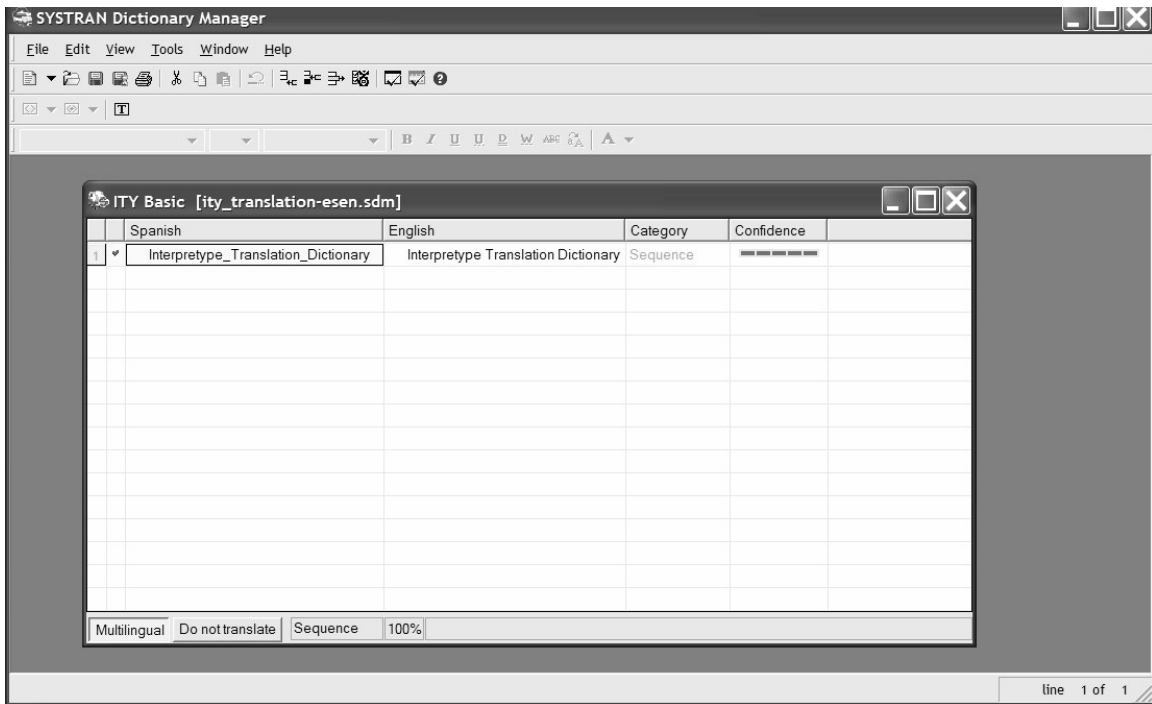 SYSTRAN Dictionary Manager
File Edit View Tools Window Help
T
B I U U D W ABC A
ITY Basic [ity_translation-esen.sdm]
Spanish English Category Confidence
1 Interpretype_Translation_Dictionary Interpretype Translation Dictionary Sequence
Multilingual Do not translate Sequence 100%
line 1 of 1